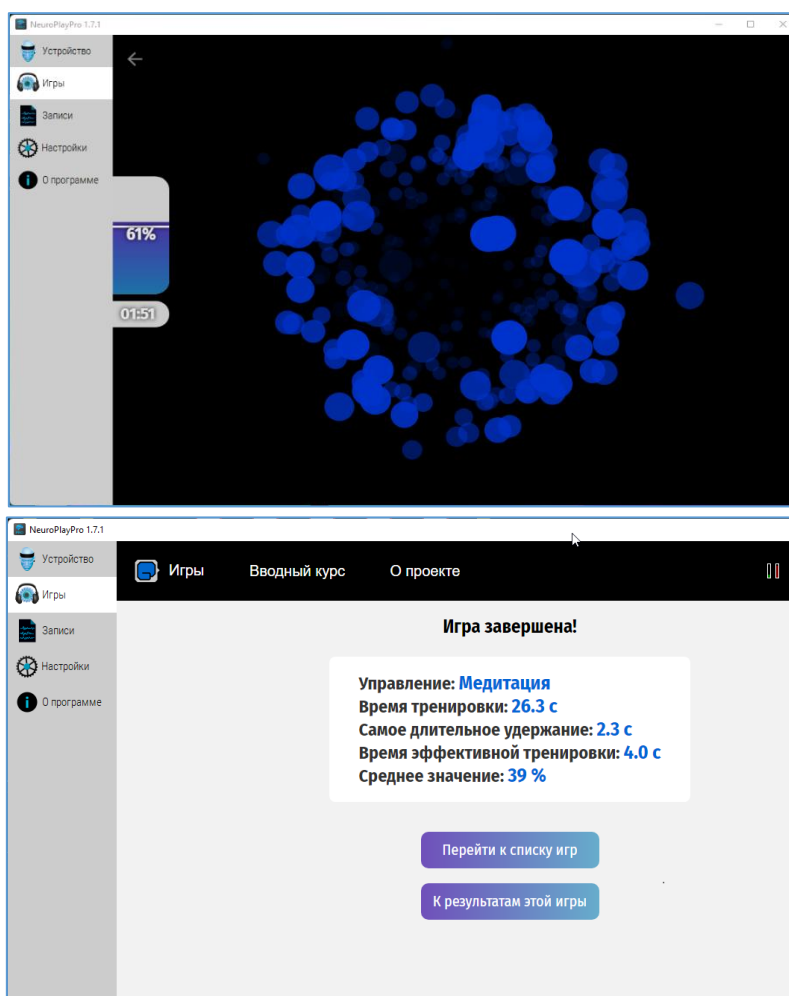 NeuroPlayPro 1.7.1
Устройство
Игры
Записи
Настройки
О программе
61%
01:51
NeuroPlayPro 1.7.1
Устройство
Игры
Записи
Настройки
О программе
Игры Вводный курс О проекте
Игра завершена!
Управление: Медитация
Время тренировки: 26.3 с
Самое длительное удержание: 2.3 с
Время эффективной тренировки: 4.0 с
Среднее значение: 39 %
Перейти к списку игр
К результатам этой игры